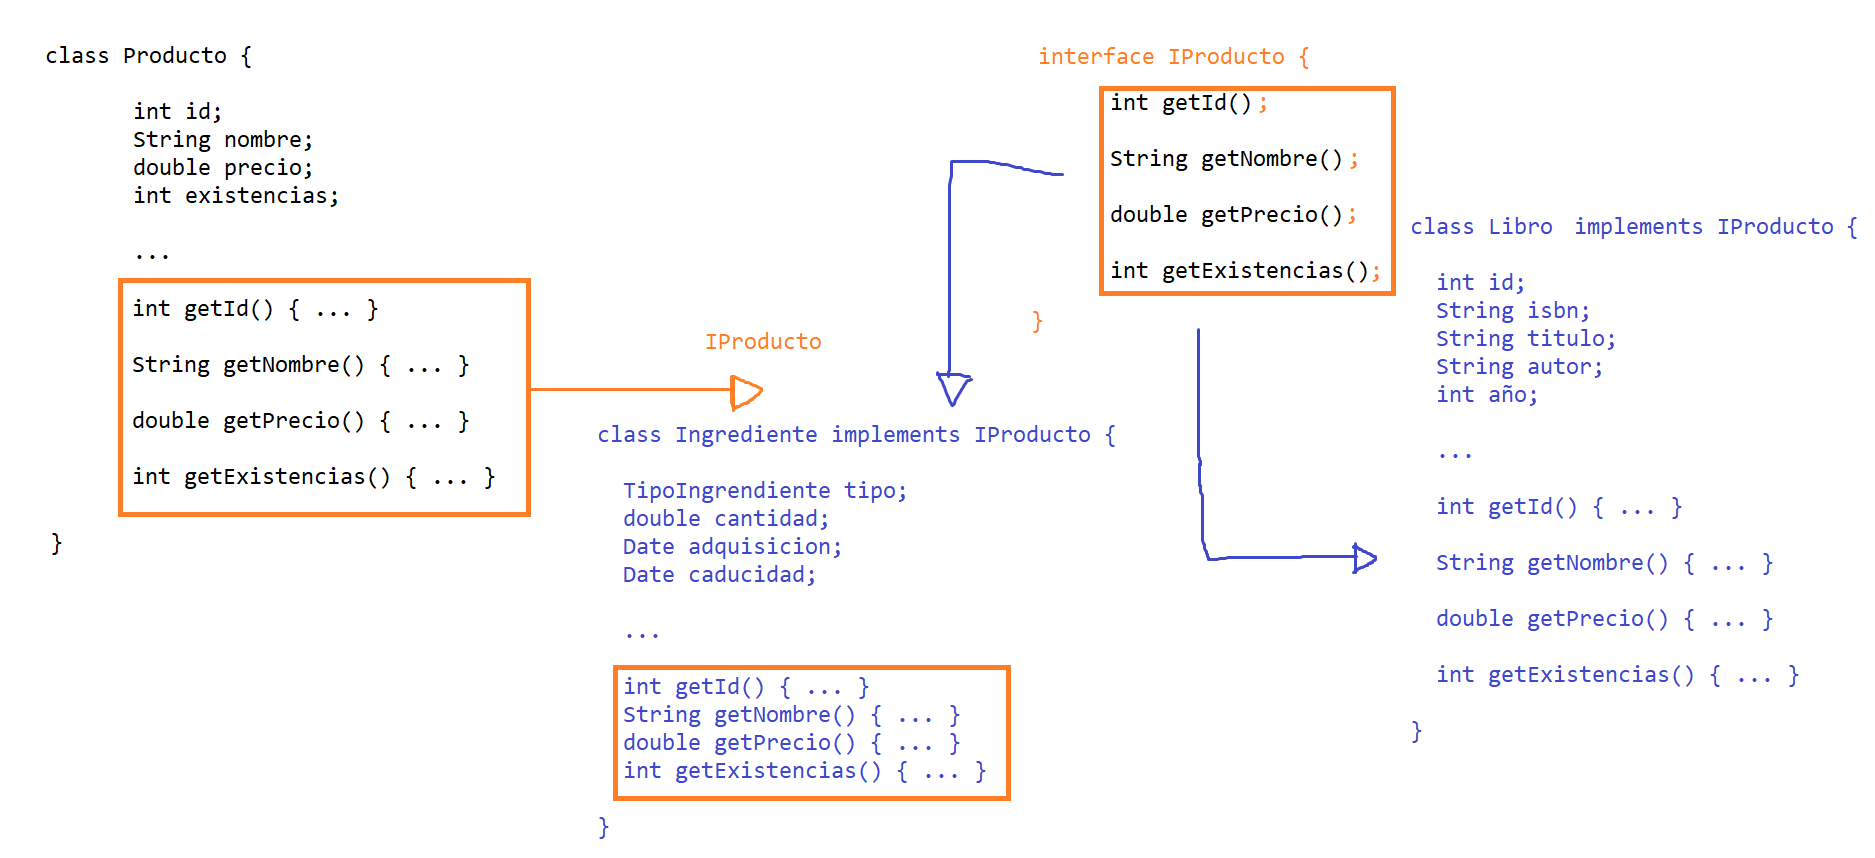 class Producto {
int id;
String nombre;
double precio;
int existencias;
...
int getId() { ... }
String getNombre() { ... }
double getPrecio() { ... }
int getExistencias() { ... }
}
IProducto
interface IProducto {
int getId();
String getNombre();
double getPrecio();
int getExistencias();
}
class Ingrediente implements IProducto {
TipoIngrendiente tipo;
double cantidad;
Date adquisicion;
Date caducidad;
...
int getId() { ... }
String getNombre() { ... }
double getPrecio() { ... }
int getExistencias() { ... }
}
class Libro implements IProducto {
int id;
String isbn;
String titulo;
String autor;
int año;
...
int getId() { ... }
String getNombre() { ... }
double getPrecio() { ... }
int getExistencias() { ... }
}